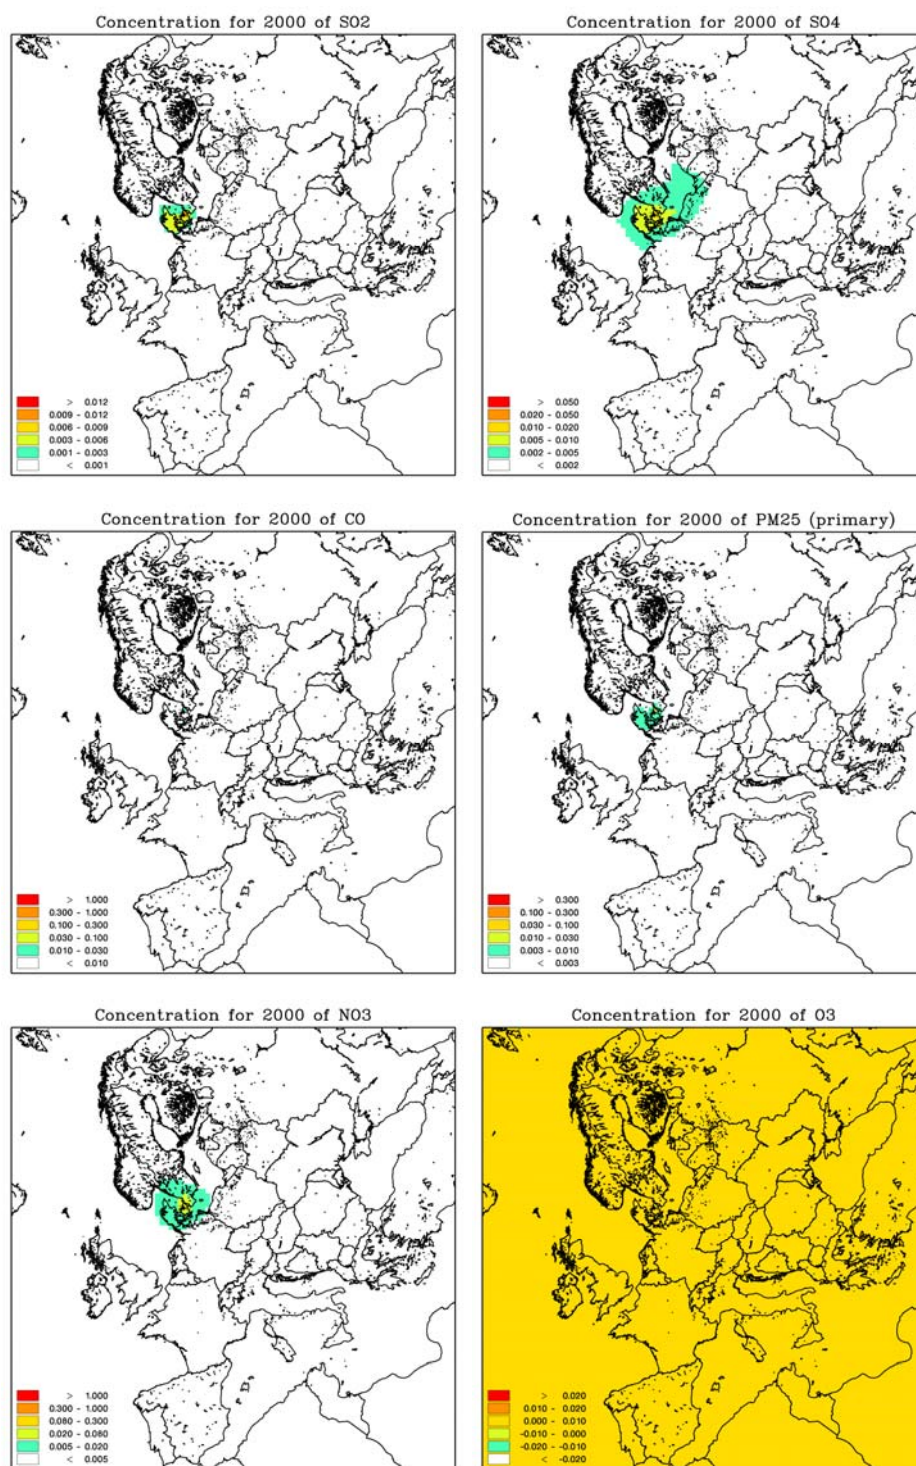 Concentration for 2000 of SO2
> 0.012
0.009 - 0.012
0.006 - 0.009
0.003 - 0.006
0.001 - 0.003
< 0.001
Concentration for 2000 of SO4
> 0.050
0.020 - 0.050
0.010 - 0.020
0.005 - 0.010
0.002 - 0.005
< 0.002
Concentration for 2000 of CO
> 1.000
0.300 - 1.000
0.100 - 0.300
0.030 - 0.100
0.010 - 0.030
< 0.010
Concentration for 2000 of PM25 (primary)
> 0.300
0.100 - 0.300
0.030 - 0.100
0.010 - 0.030
0.003 - 0.010
< 0.003
Concentration for 2000 of NO3
> 1.000
0.300 - 1.000
0.080 - 0.300
0.020 - 0.080
0.005 - 0.020
< 0.005
Concentration for 2000 of O3
> 0.020
0.010 - 0.020
0.000 - 0.010
-0.010 - 0.000
-0.020 - -0.010
< -0.020